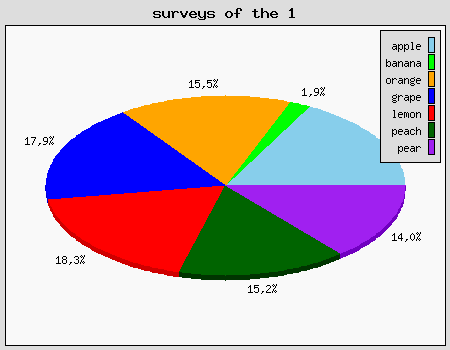 surveys of the 1
apple
banana
orange
grape
lemon
peach
pear
15,5%
1,9%
17,9%
14,0%
18,3%
15,2%